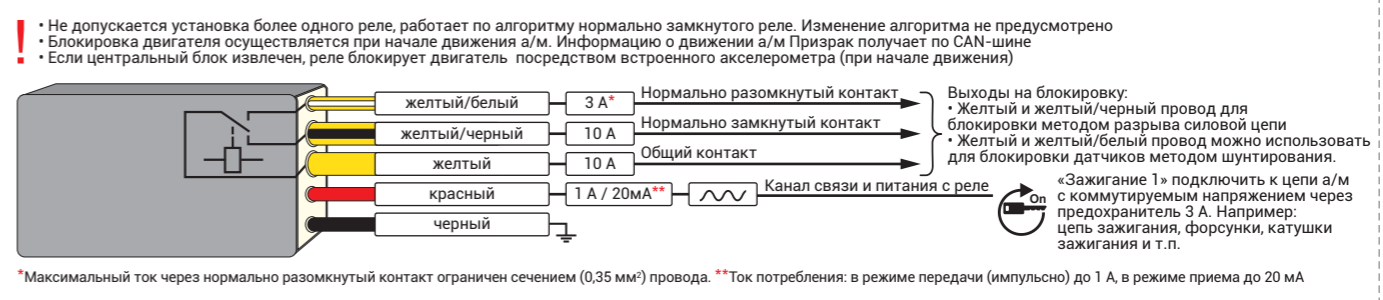 !
• Не допускается установка более одного реле, работает по алгоритму нормально замкнутого реле. Изменение алгоритма не предусмотрено
• Блокировка двигателя осуществляется при начале движения а/м. Информацию о движении а/м Призрак получает по CAN-шине
• Если центральный блок извлечен, реле блокирует двигатель посредством встроенного акселерометра (при начале движения)
желтый/белый
3 А*
Нормально разомкнутый контакт
желтый/черный
10 А
Нормально замкнутый контакт
желтый
10 А
Общий контакт
красный
1 А / 20мА**
Канал связи и питания с реле
черный
Выходы на блокировку:
• Желтый и желтый/черный провод для
блокировки методом разрыва силовой цепи
• Желтый и желтый/белый провод можно использовать
для блокировки датчиков методом шунтирования.
On
«Зажигание 1» подключить к цепи а/м
с коммутируемым напряжением через
предохранитель 3 А. Например:
цепь зажигания, форсунки, катушки
зажигания и т.п.
*Максимальный ток через нормально разомкнутый контакт ограничен сечением (0,35 мм²) провода. **Ток потребления: в режиме передачи (импульсно) до 1 А, в режиме приема до 20 мА